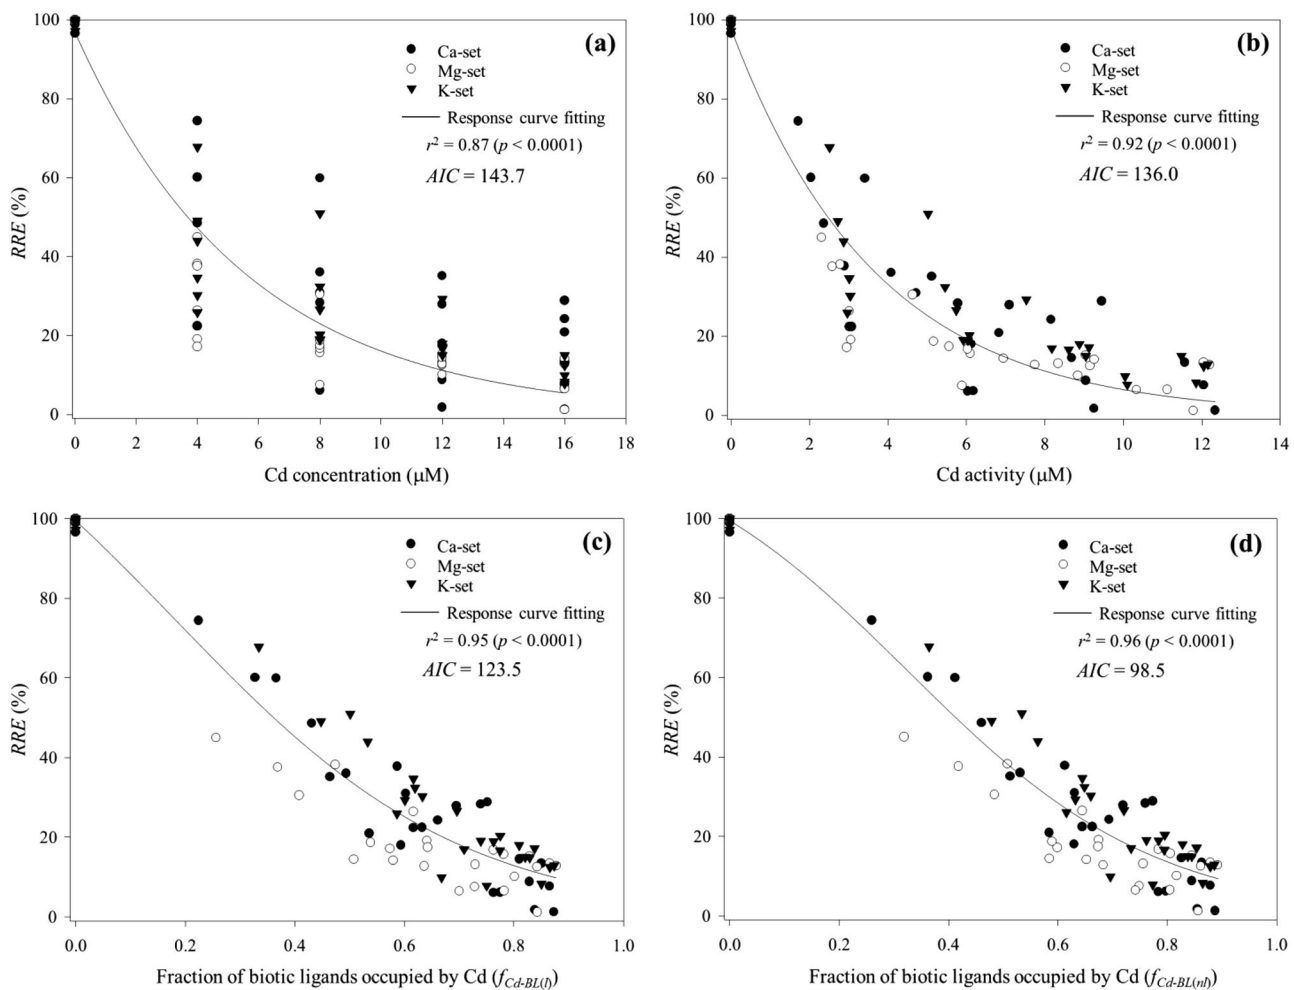 (a)
100
80
60
40
20
0
RRE (%)
Ca-set
Mg-set
K-set
Response curve fitting
r² = 0.87 (p < 0.0001)
AIC = 143.7
0 2 4 6 8 10 12 14 16 18
Cd concentration (μM)
(b)
100
80
60
40
20
0
RRE (%)
Ca-set
Mg-set
K-set
Response curve fitting
r² = 0.92 (p < 0.0001)
AIC = 136.0
0 2 4 6 8 10 12 14
Cd activity (μM)
(c)
100
80
60
40
20
0
RRE (%)
Ca-set
Mg-set
K-set
Response curve fitting
r² = 0.95 (p < 0.0001)
AIC = 123.5
0.0 0.2 0.4 0.6 0.8 1.0
Fraction of biotic ligands occupied by Cd (f Cd-BL(l))
(d)
100
80
60
40
20
0
RRE (%)
Ca-set
Mg-set
K-set
Response curve fitting
r² = 0.96 (p < 0.0001)
AIC = 98.5
0.0 0.2 0.4 0.6 0.8 1.0
Fraction of biotic ligands occupied by Cd (f Cd-BL(nl))